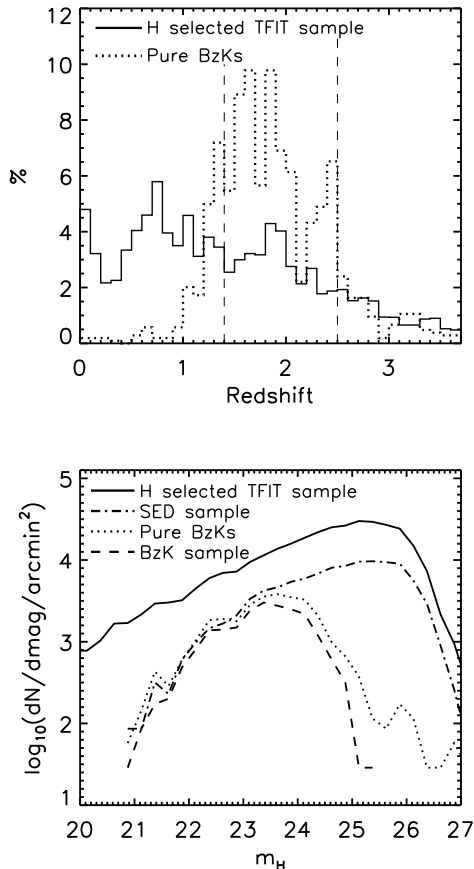 12
10
8
6
4
2
0
%
H selected TFIT sample
Pure BzKs
0 1 2 3
Redshift
5
4
3
2
1
log₁₀(dN/dmag/arcmin²)
H selected TFIT sample
SED sample
Pure BzKs
BzK sample
20 21 22 23 24 25 26 27
m_H